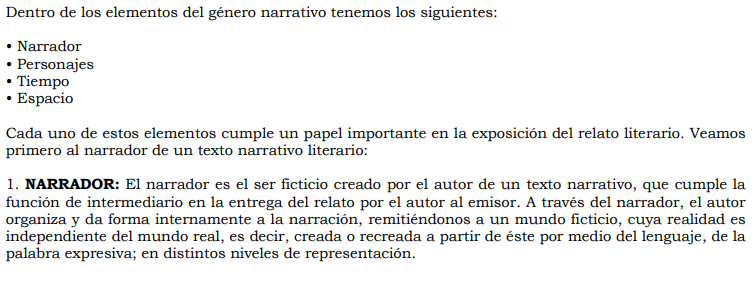 Dentro de los elementos del género narrativo tenemos los siguientes:
• Narrador
• Personajes
• Tiempo
• Espacio
Cada uno de estos elementos cumple un papel importante en la exposición del relato literario. Veamos
primero al narrador de un texto narrativo literario:
1. NARRADOR: El narrador es el ser ficticio creado por el autor de un texto narrativo, que cumple la
función de intermediario en la entrega del relato por el autor al emisor. A través del narrador, el autor
organiza y da forma internamente a la narración, remitiéndonos a un mundo ficticio, cuya realidad es
independiente del mundo real, es decir, creada o recreada a partir de éste por medio del lenguaje, de la
palabra expresiva; en distintos niveles de representación.